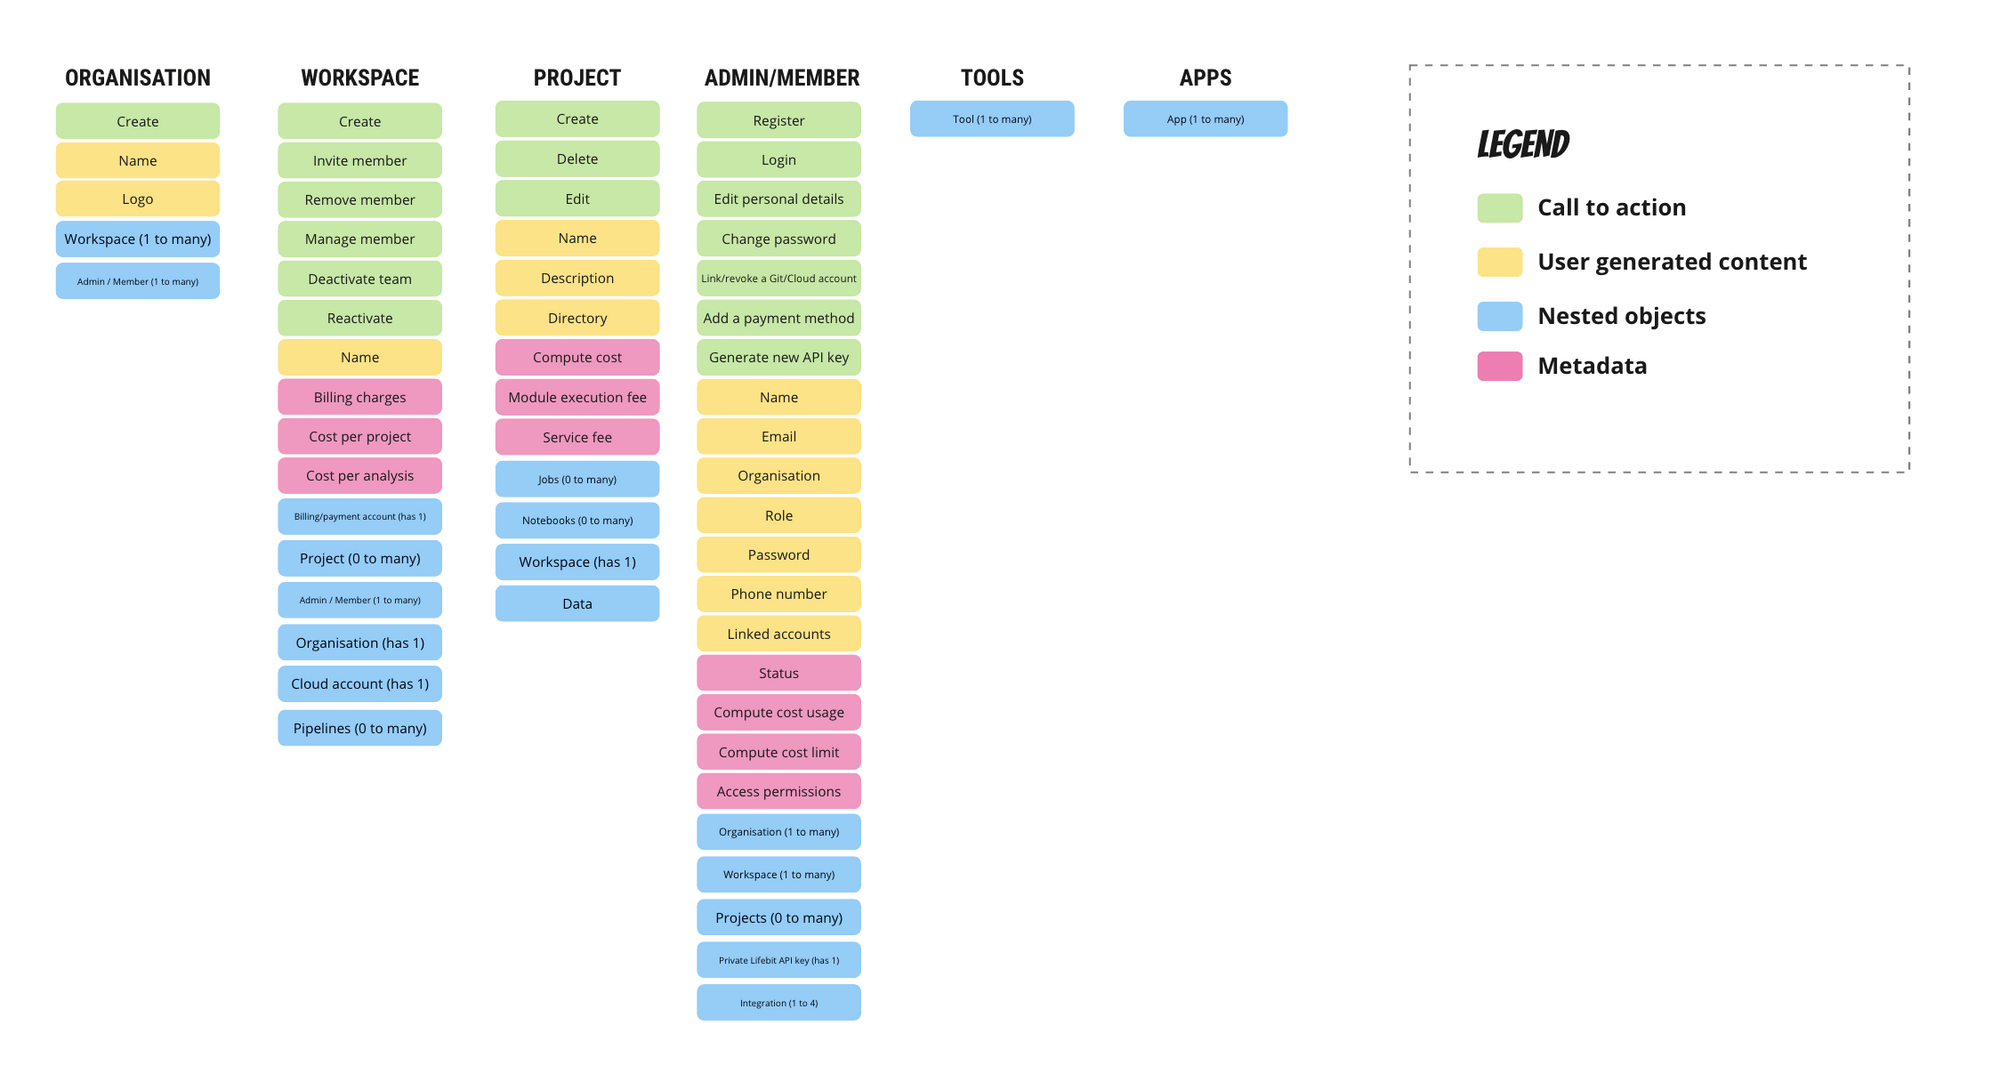 ORGANISATION
Create
Name
Logo
Workspace (1 to many)
Admin / Member (1 to many)
WORKSPACE
Create
Invite member
Remove member
Manage member
Deactivate team
Reactivate
Name
Billing charges
Cost per project
Cost per analysis
Billing/payment account (has 1)
Project (0 to many)
Admin / Member (1 to many)
Organisation (has 1)
Cloud account (has 1)
Pipelines (0 to many)
PROJECT
Create
Delete
Edit
Name
Description
Directory
Compute cost
Module execution fee
Service fee
Jobs (0 to many)
Notebooks (0 to many)
Workspace (has 1)
Data
ADMIN/MEMBER
Register
Login
Edit personal details
Change password
Link/revoke a Git/Cloud account
Add a payment method
Generate new API key
Name
Email
Organisation
Role
Password
Phone number
Linked accounts
Status
Compute cost usage
Compute cost limit
Access permissions
Organisation (1 to many)
Workspace (1 to many)
Projects (0 to many)
Private Lifebit API key (has 1)
Integration (1 to 4)
TOOLS
Tool (1 to many)
APPS
App (1 to many)
LEGEND
Call to action
User generated content
Nested objects
Metadada